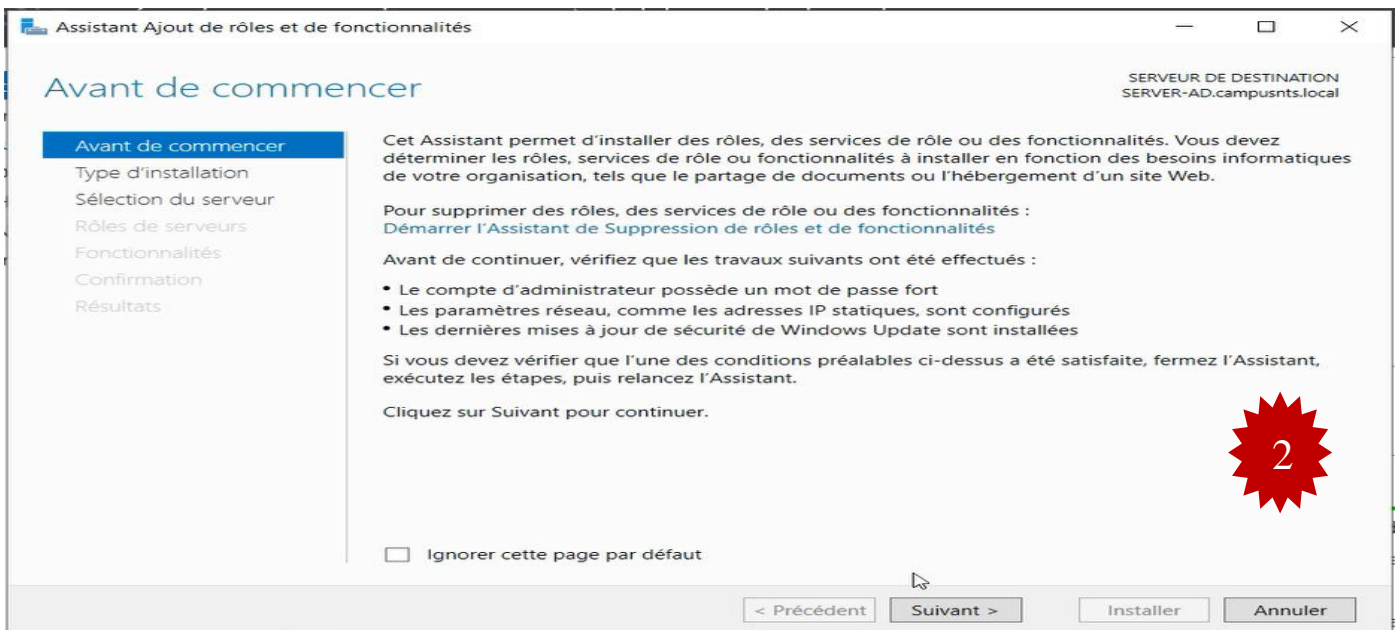 Assistant Ajout de rôles et de fonctionnalités
Avant de commencer
SERVEUR DE DESTINATION
SERVER-AD.campusnts.local
Avant de commencer
Type d'installation
Sélection du serveur
Rôles de serveurs
Fonctionnalités
Confirmation
Résultats
Cet Assistant permet d'installer des rôles, des services de rôle ou des fonctionnalités. Vous devez
déterminer les rôles, services de rôle ou fonctionnalités à installer en fonction des besoins informatiques
de votre organisation, tels que le partage de documents ou l'hébergement d'un site Web.
Pour supprimer des rôles, des services de rôle ou des fonctionnalités :
Démarrer l'Assistant de Suppression de rôles et de fonctionnalités
Avant de continuer, vérifiez que les travaux suivants ont été effectués :
• Le compte d'administrateur possède un mot de passe fort
• Les paramètres réseau, comme les adresses IP statiques, sont configurés
• Les dernières mises à jour de sécurité de Windows Update sont installées
Si vous devez vérifier que l'une des conditions préalables ci-dessus a été satisfaite, fermez l'Assistant,
exécutez les étapes, puis relancez l'Assistant.
Cliquez sur Suivant pour continuer.
2
Ignorer cette page par défaut
< Précédent
Suivant >
Installer
Annuler